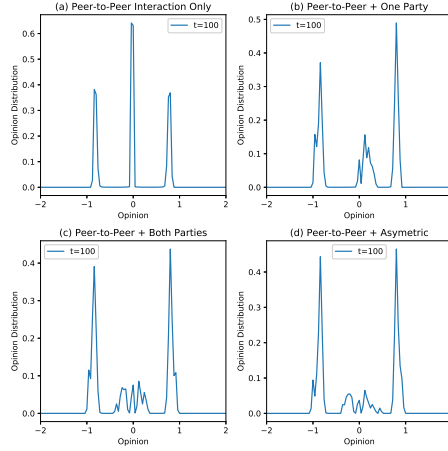 (a) Peer-to-Peer Interaction Only
t=100
Opinion Distribution
0.6
0.5
0.4
0.3
0.2
0.1
0.0
−2 −1 0 1 2
Opinion
(b) Peer-to-Peer + One Party
t=100
Opinion Distribution
0.5
0.4
0.3
0.2
0.1
0.0
−2 −1 0 1
Opinion
(c) Peer-to-Peer + Both Parties
t=100
Opinion Distribution
0.4
0.3
0.2
0.1
0.0
−2 −1 0 1 2
Opinion
(d) Peer-to-Peer + Asymetric
t=100
Opinion Distribution
0.4
0.3
0.2
0.1
0.0
−2 −1 0 1
Opinion